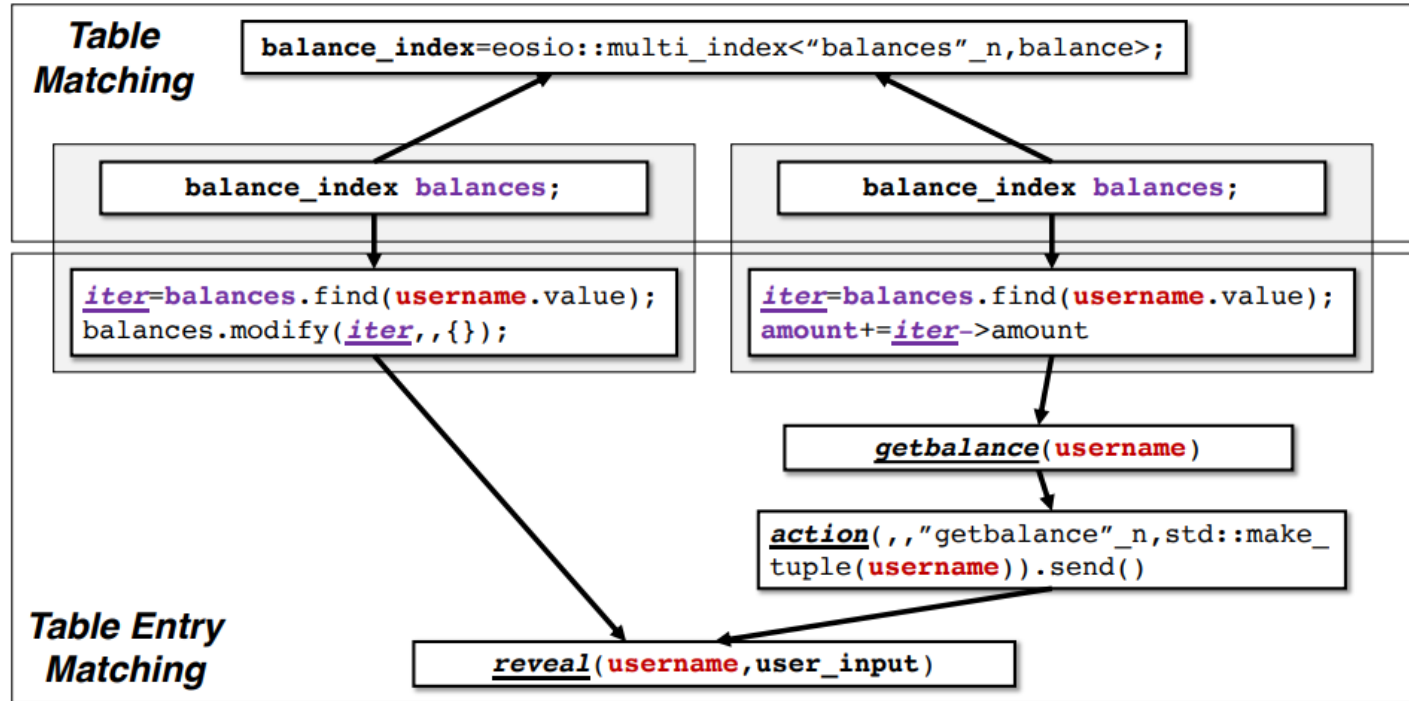 Table
Matching
balance_index=eosio::multi_index<“balances”_n,balance>;
balance_index balances;
balance_index balances;
iter=balances.find(username.value);
balances.modify(iter,,{});
iter=balances.find(username.value);
amount+=iter->amount
getbalance(username)
action(,,”getbalance”_n,std::make_
tuple(username)).send()
Table Entry
Matching
reveal(username,user_input)